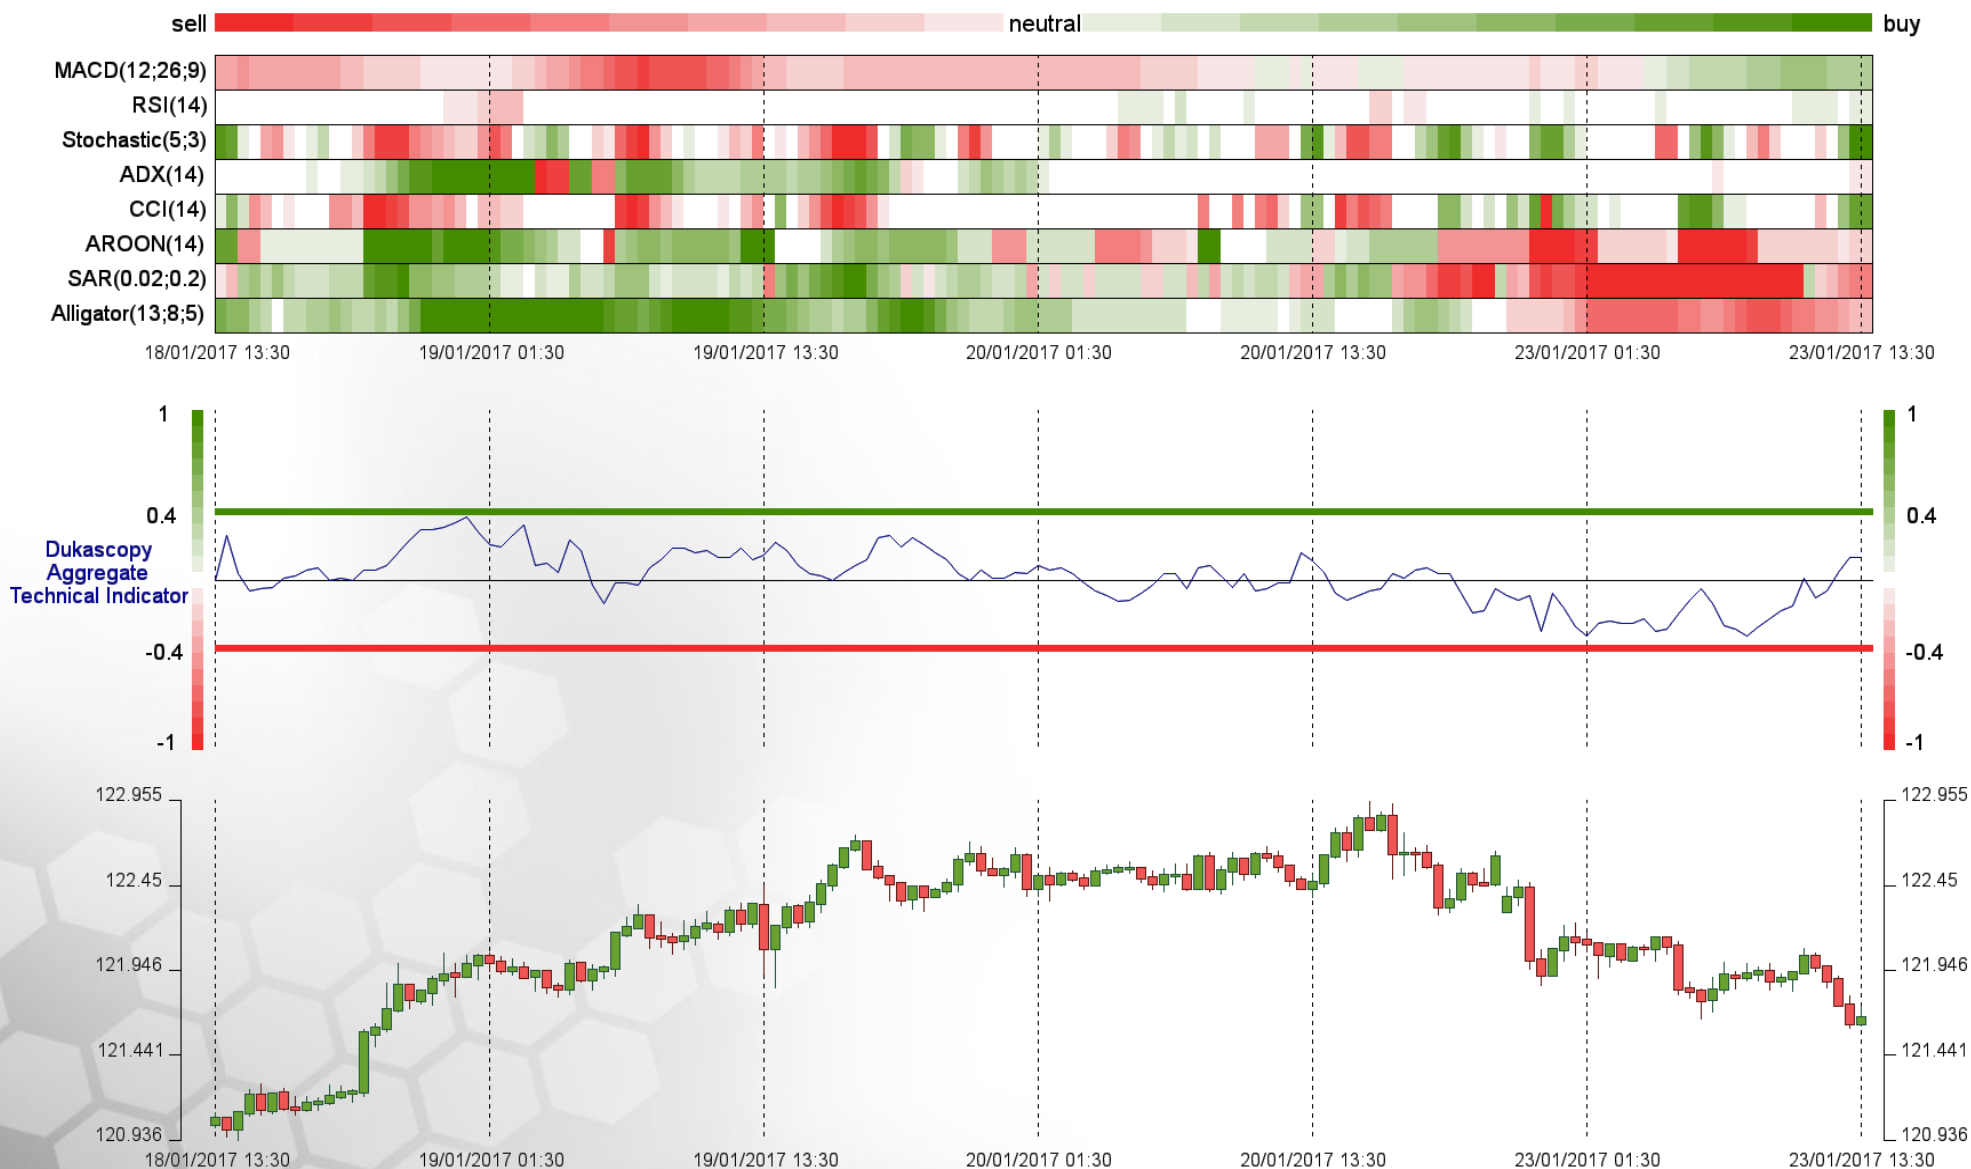 sell neutral buy
MACD(12;26;9)
RSI(14)
Stochastic(5;3)
ADX(14)
CCI(14)
AROON(14)
SAR(0.02;0.2)
Alligator(13;8;5)
18/01/2017 13:30 19/01/2017 01:30 19/01/2017 13:30 20/01/2017 01:30 20/01/2017 13:30 23/01/2017 01:30 23/01/2017 13:30
1 1
0.4 0.4
Dukascopy
Aggregate
Technical Indicator
-0.4 -0.4
-1 -1
122.955 122.955
122.45 122.45
121.946 121.946
121.441 121.441
120.936 120.936
18/01/2017 13:30 19/01/2017 01:30 19/01/2017 13:30 20/01/2017 01:30 20/01/2017 13:30 23/01/2017 01:30 23/01/2017 13:30